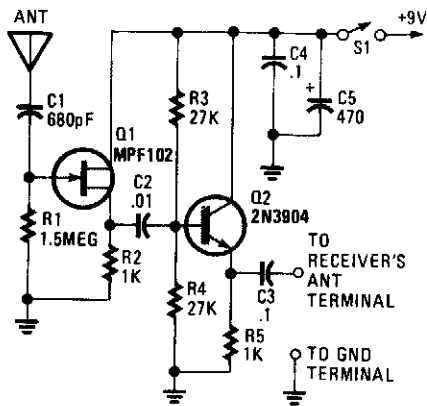 ANT
+9V
S1
C4
.1
C1
680pF
R3
27K
+
C5
470
Q1
MPF102
C2
.01
Q2
2N3904
R1
1.5MEG
R2
1K
TO
RECEIVER'S
ANT
TERMINAL
C3
.1
R4
27K
R5
1K
TO GND
TERMINAL